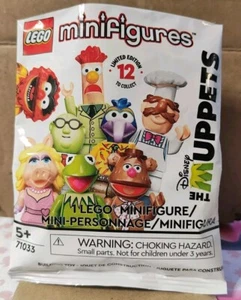 LEGO
minifigures
LIMITED EDITION
12
TO COLLECT
Disney
THE MUPPETS
1 LEGO MINIFIGURE/
MINI-PERSONNAGE/MINIFIG
5+
71033
WARNING: CHOKING HAZARD.
Small parts. Not for children under 3 years.